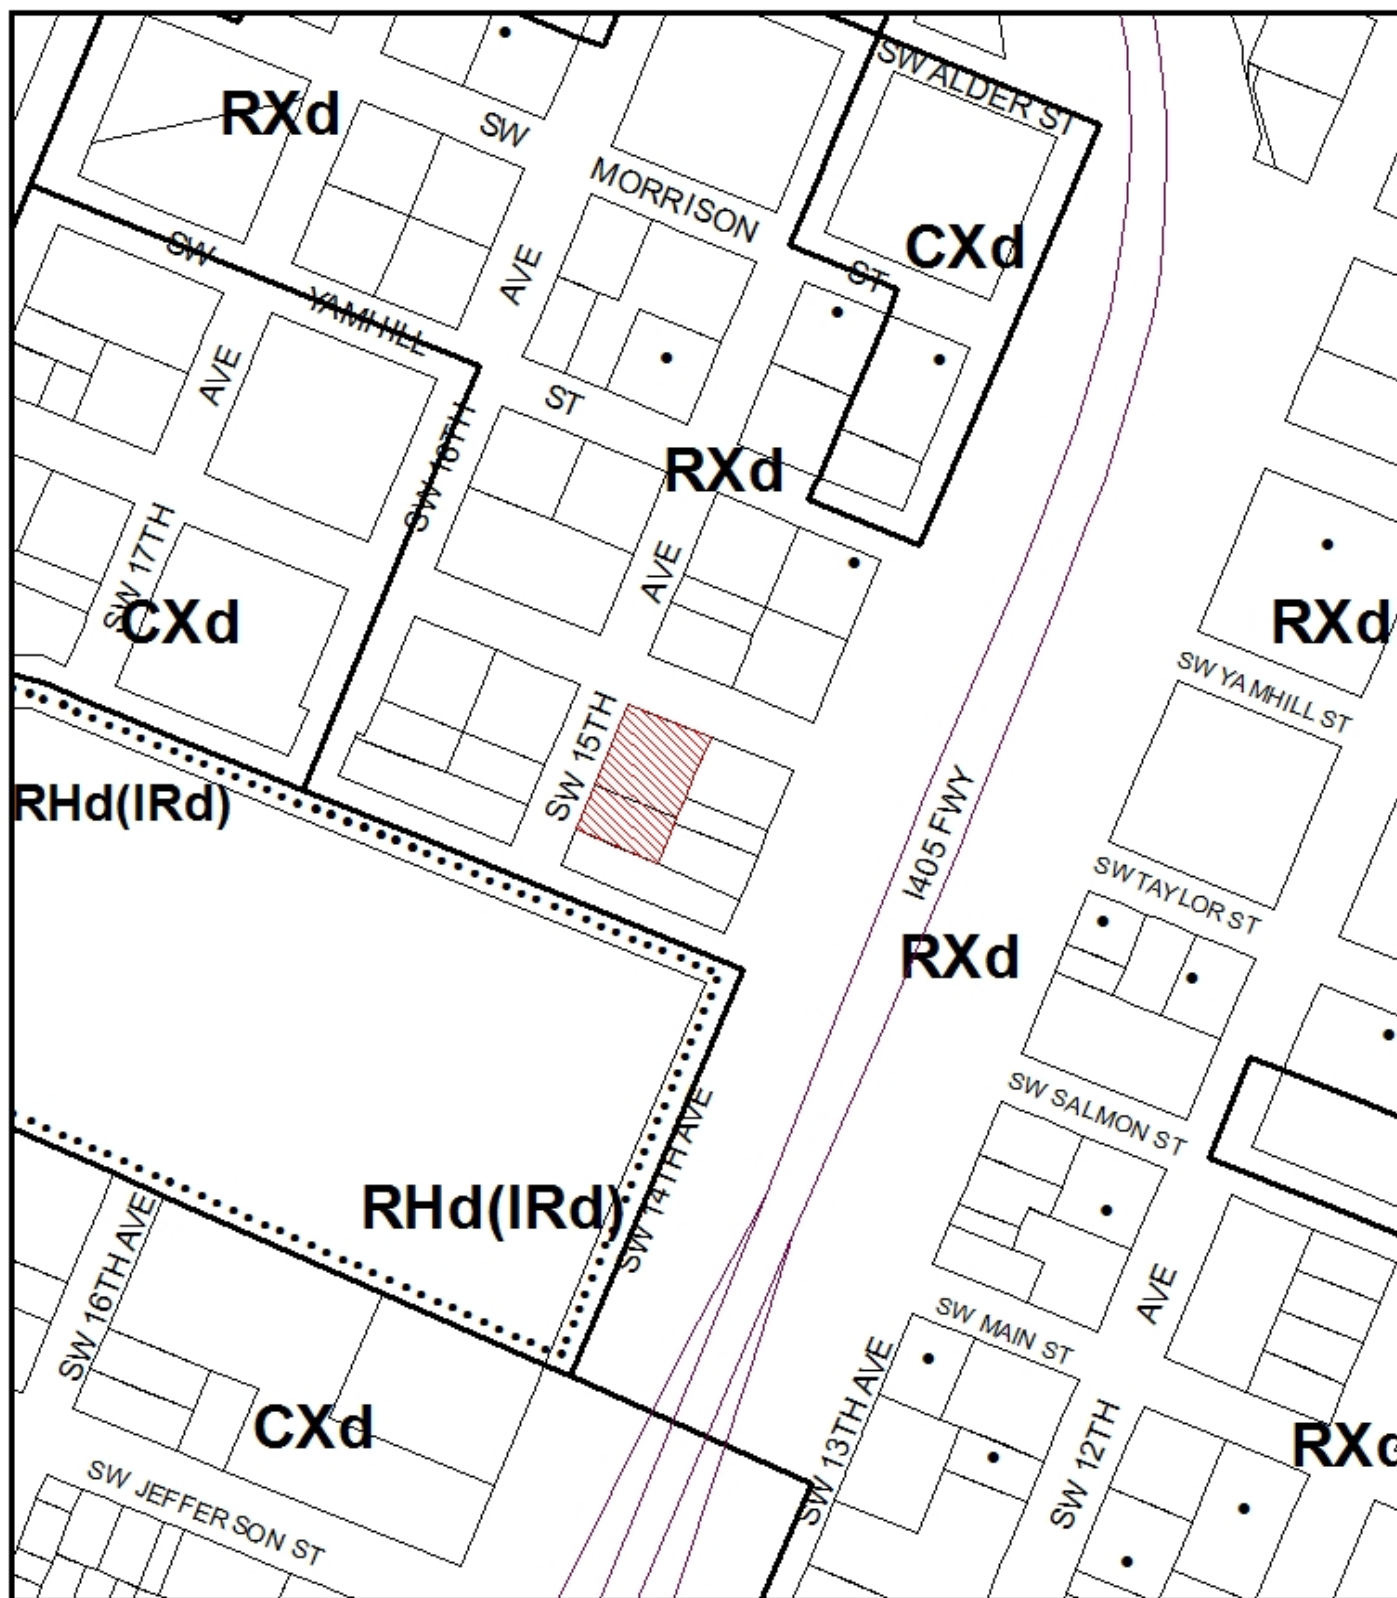 SW ALDER ST
RXd
SW
MORRISON
ST
CXd
SW
YAMHILL
ST
AVE
AVE
SW 16TH
RXd
SW 17TH
CXd
AVE
RXd
SW YAMHILL ST
SW 15TH
RHd(IRd)
I405 FWY
SW TAYLOR ST
RXd
SW SALMON ST
SW 14TH AVE
RHd(IRd)
SW 16TH AVE
AVE
SW MAIN ST
SW 13TH AVE
CXd
SW 12TH
RXd
SW JEFFERSON ST